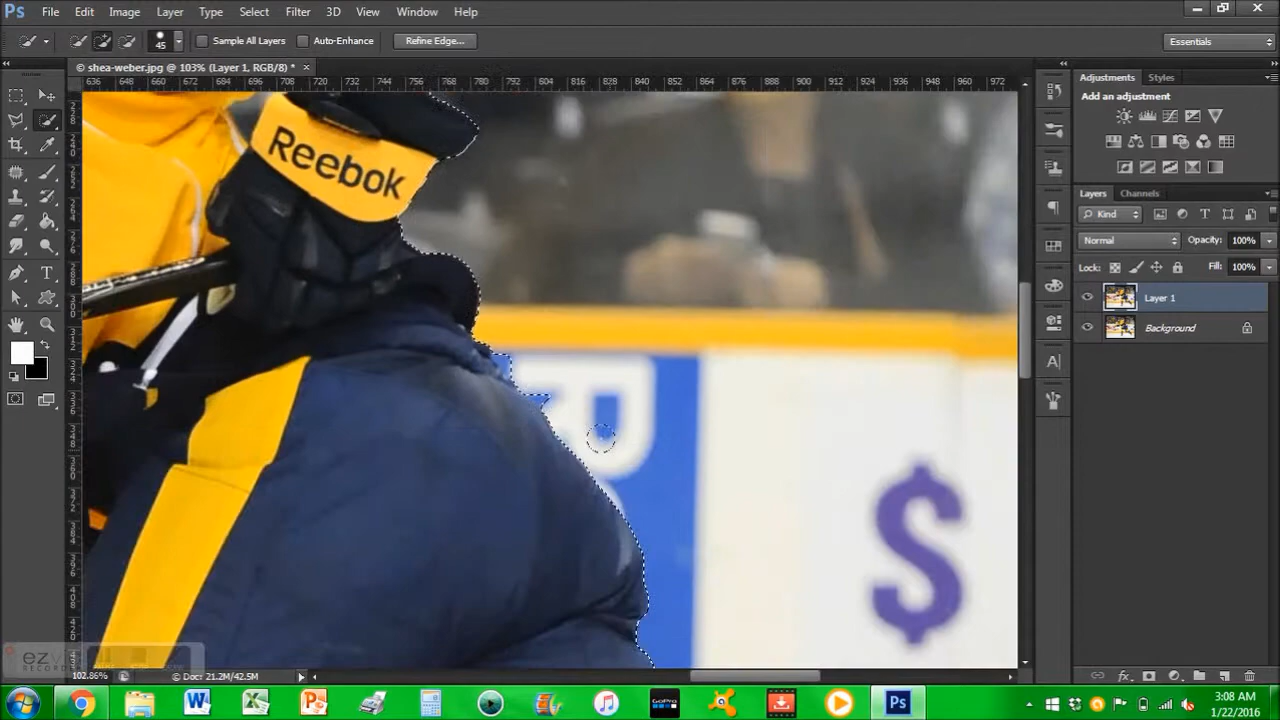 Ps File Edit Image Layer Type Select Filter 3D View Window Help
45 Sample All Layers Auto-Enhance Refine Edge... Essentials
© shea-weber.jpg @ 103% (Layer 1, RGB/8) * ×
636 648 660 672 684 696 708 720 732 744 756 768 780 792 804 816 828 840 852 864 876 888 900 912 924 936 948 960 972
Adjustments Styles
Add an adjustment
Layers Channels
Kind
Normal Opacity: 100%
Lock: Fill: 100%
Layer 1
Background
Reebok
$
102.86% Doc: 21.2M/42.5M
3:08 AM
1/22/2016